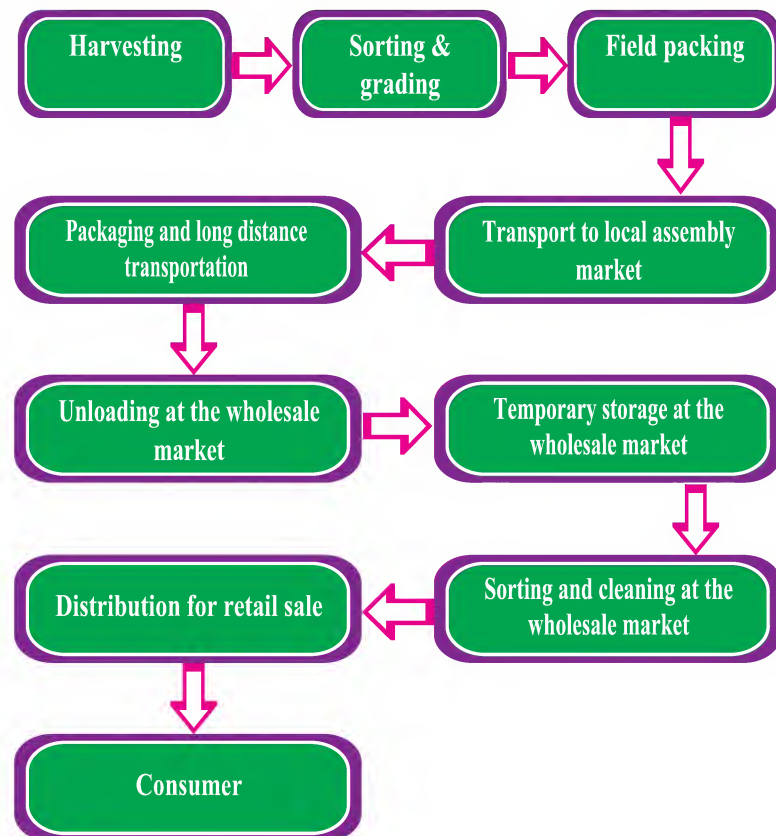 Harvesting
Sorting &
grading
Field packing
Transport to local assembly
market
Packaging and long distance
transportation
Unloading at the wholesale
market
Temporary storage at the
wholesale market
Sorting and cleaning at the
wholesale market
Distribution for retail sale
Consumer